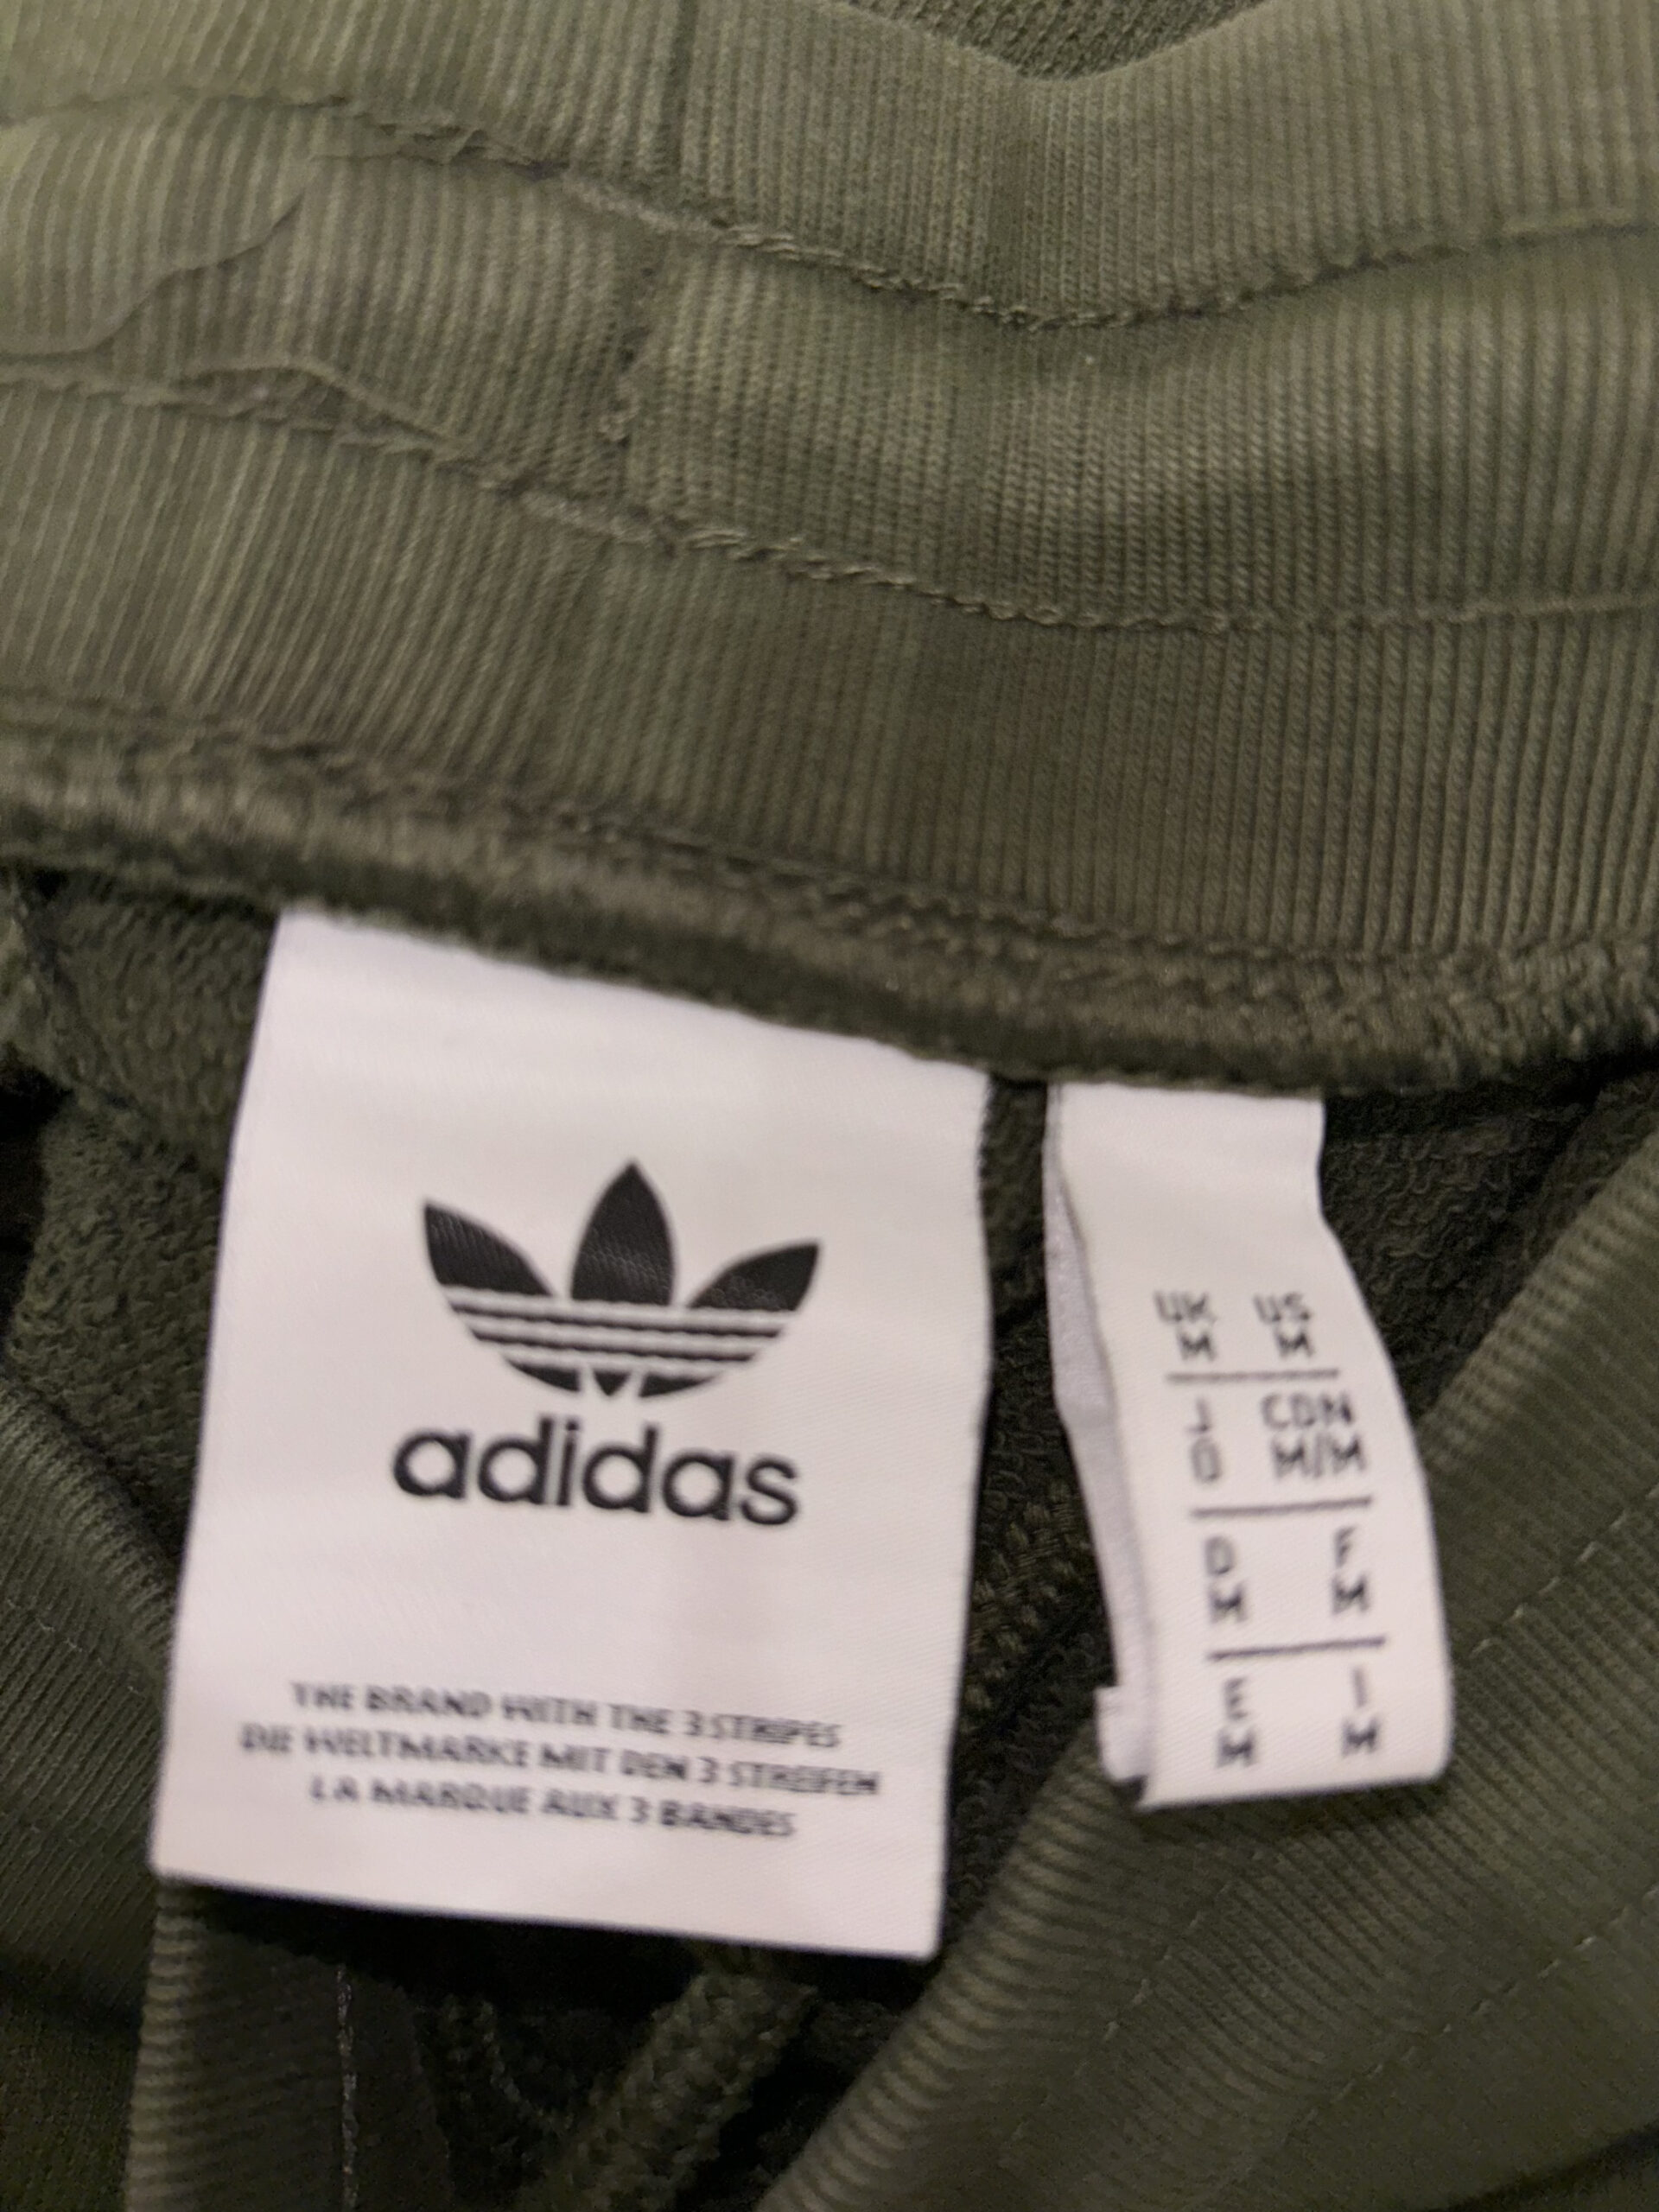 adidas
THE BRAND WITH THE 3 STRIPES
DIE WELTMARKE MIT DEN 3 STREIFEN
LA MARQUE AUX 3 BANDES
UK US
M M
J CDN
O M/M
D F
M M
E I
M M